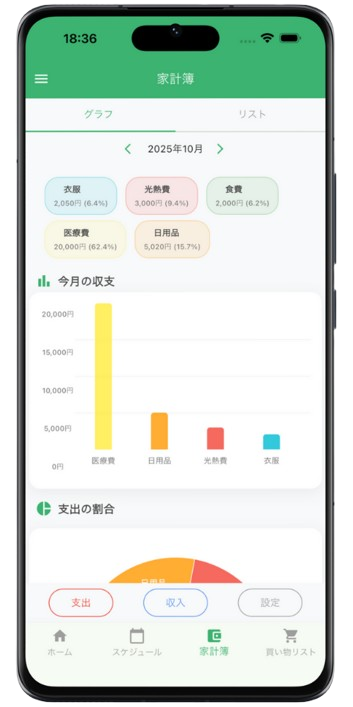 18:36
家計簿
グラフ リスト
2025年10月
衣服 光熱費 食費
2,050円 (6.4%) 3,000円 (9.4%) 2,000円 (6.2%)
医療費 日用品
20,000円 (62.4%) 5,020円 (15.7%)
今月の収支
20,000円
15,000円
10,000円
5,000円
0円
医療費 日用品 光熱費 衣服
支出の割合
日用品
支出 収入 設定
ホーム スケジュール 家計簿 買い物リスト